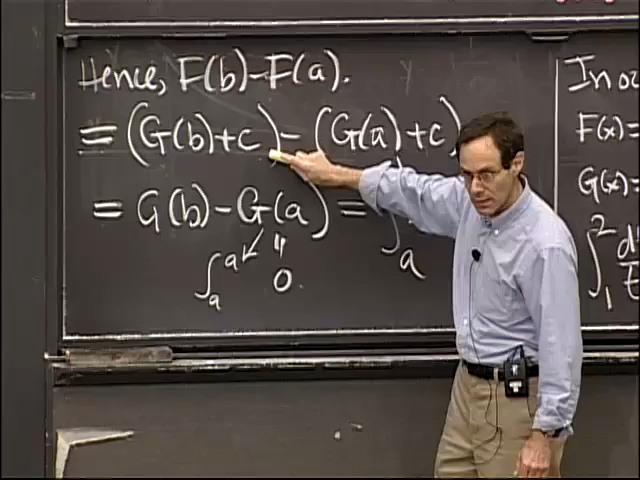 Hence, F(b)-F(a).
= (G(b)+c) - (G(a)+c)
= G(b)-G(a) = ∫a
∫a a 0
In o
F(x)=
G(x)=
∫1 2 d
t